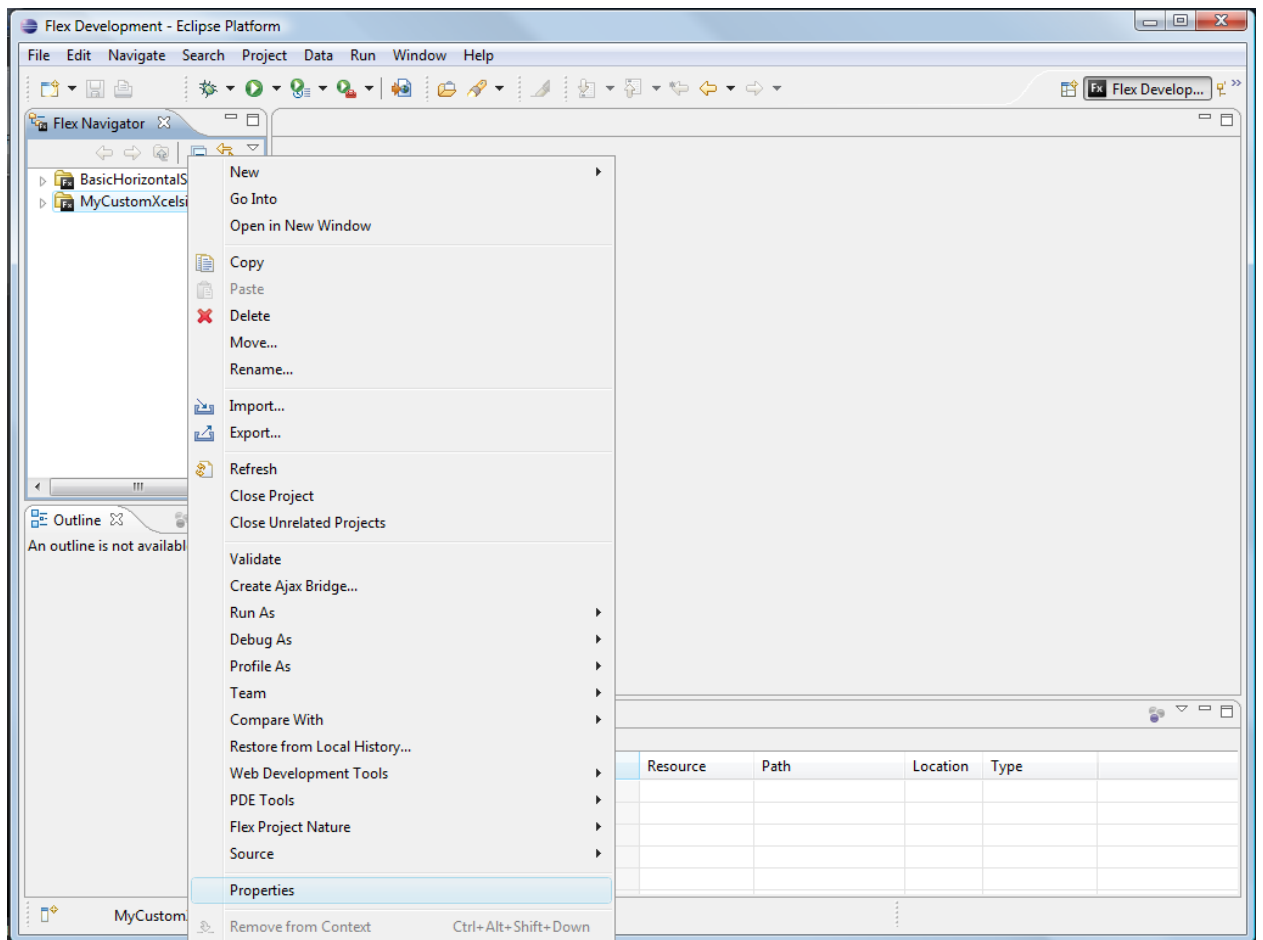 Flex Development - Eclipse Platform
File Edit Navigate Search Project Data Run Window Help
Fx Flex Develop... »
Flex Navigator
BasicHorizontalS
MyCustomXcelsi
New
Go Into
Open in New Window
Copy
Paste
Delete
Move...
Rename...
Import...
Export...
Refresh
Close Project
Close Unrelated Projects
Outline
An outline is not availabl
Validate
Create Ajax Bridge...
Run As
Debug As
Profile As
Team
Compare With
Restore from Local History...
Web Development Tools
PDE Tools
Flex Project Nature
Source
Properties
Remove from Context Ctrl+Alt+Shift+Down
Resource Path Location Type
MyCustom